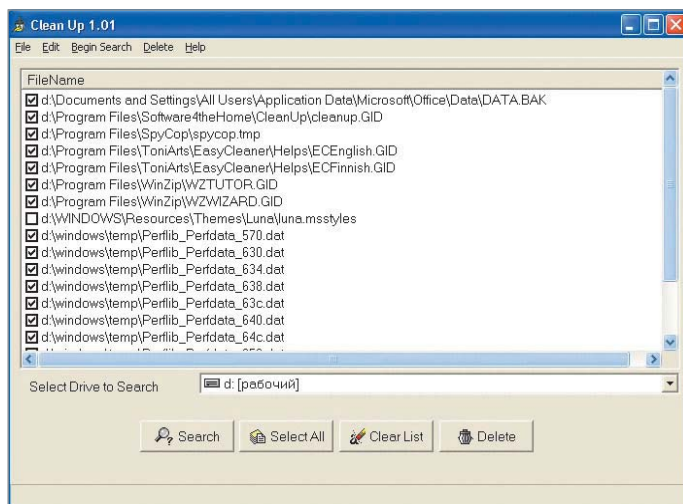 Clean Up 1.01
File Edit Begin Search Delete Help
FileName
d:\Documents and Settings\All Users\Application Data\Microsoft\Office\Data\DATA.BAK
d:\Program Files\Software4theHome\CleanUp\cleanup.GID
d:\Program Files\SpyCop\spycop.tmp
d:\Program Files\ToniArts\EasyCleaner\Helps\ECEnglish.GID
d:\Program Files\ToniArts\EasyCleaner\Helps\ECFinnish.GID
d:\Program Files\WinZip\WZTUTOR.GID
d:\Program Files\WinZip\WZWIZARD.GID
d:\WINDOWS\Resources\Themes\Luna\luna.msstyles
d:\windows\temp\Perflib_Perfdata_570.dat
d:\windows\temp\Perflib_Perfdata_630.dat
d:\windows\temp\Perflib_Perfdata_634.dat
d:\windows\temp\Perflib_Perfdata_638.dat
d:\windows\temp\Perflib_Perfdata_63c.dat
d:\windows\temp\Perflib_Perfdata_640.dat
d:\windows\temp\Perflib_Perfdata_64c.dat
Select Drive to Search d: [рабочий]
Search Select All Clear List Delete